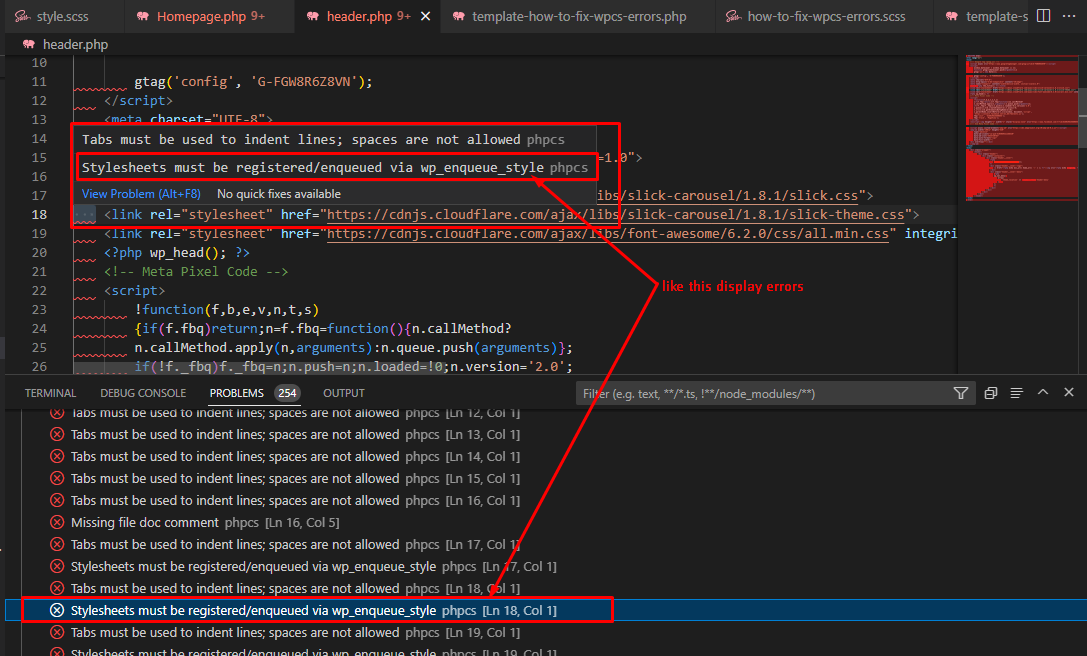 style.scss
Homepage.php 9+
header.php 9+
template-how-to-fix-wpcs-errors.php
how-to-fix-wpcs-errors.scss
template-s
header.php
10
11 gtag('config', 'G-FGW8R6Z8VN');
12 </script>
13 <meta charset="UTF-8">
14 Tabs must be used to indent lines; spaces are not allowed phpcs
15 =1.0">
16 Stylesheets must be registered/enqueued via wp_enqueue_style phpcs
View Problem (Alt+F8) No quick fixes available
17 ibs/slick-carousel/1.8.1/slick.css">
18 <link rel="stylesheet" href="https://cdnjs.cloudflare.com/ajax/libs/slick-carousel/1.8.1/slick-theme.css">
19 <link rel="stylesheet" href="https://cdnjs.cloudflare.com/ajax/libs/font-awesome/6.2.0/css/all.min.css" integri
20 <?php wp_head(); ?>
21 <!-- Meta Pixel Code -->
22 <script>
like this display errors
23 !function(f,b,e,v,n,t,s)
24 {if(f.fbq)return;n=f.fbq=function(){n.callMethod?
25 n.callMethod.apply(n,arguments):n.queue.push(arguments)};
26 if(!f._fbq)f._fbq=n;n.push=n;n.loaded=!0;n.version='2.0';
TERMINAL DEBUG CONSOLE PROBLEMS 254 OUTPUT
Filter (e.g. text, **/*.ts, !**/node_modules/**)
Tabs must be used to indent lines; spaces are not allowed phpcs [Ln 12, Col 1]
Tabs must be used to indent lines; spaces are not allowed phpcs [Ln 13, Col 1]
Tabs must be used to indent lines; spaces are not allowed phpcs [Ln 14, Col 1]
Tabs must be used to indent lines; spaces are not allowed phpcs [Ln 15, Col 1]
Tabs must be used to indent lines; spaces are not allowed phpcs [Ln 16, Col 1]
Missing file doc comment phpcs [Ln 16, Col 5]
Tabs must be used to indent lines; spaces are not allowed phpcs [Ln 17, Col 1]
Stylesheets must be registered/enqueued via wp_enqueue_style phpcs [Ln 17, Col 1]
Tabs must be used to indent lines; spaces are not allowed phpcs [Ln 18, Col 1]
Stylesheets must be registered/enqueued via wp_enqueue_style phpcs [Ln 18, Col 1]
Tabs must be used to indent lines; spaces are not allowed phpcs [Ln 19, Col 1]
Stylesheets must be registered/enqueued via wp_enqueue_style phpcs [Ln 19, Col 1]